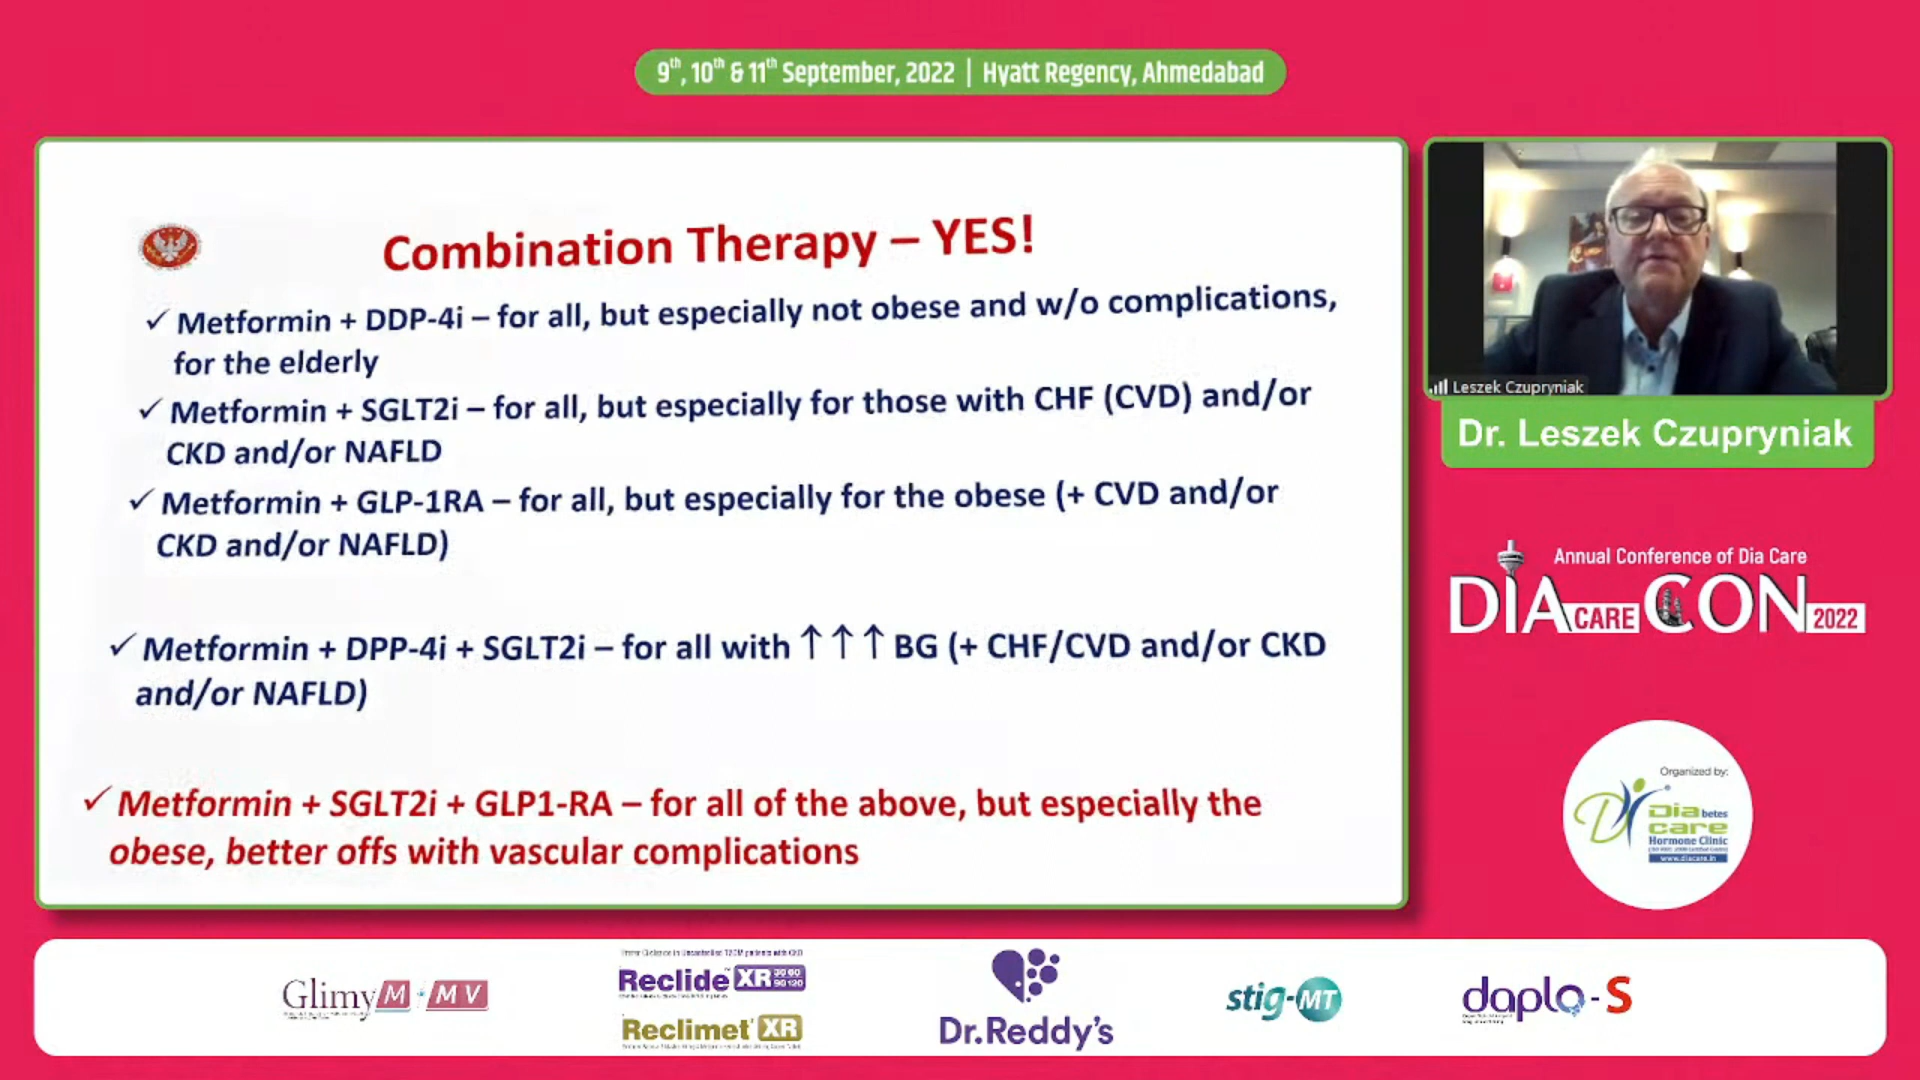 9th, 10th & 11th September, 2022 | Hyatt Regency, Ahmedabad
Combination Therapy – YES!
✓ Metformin + DDP-4i – for all, but especially not obese and w/o complications,
for the elderly
✓ Metformin + SGLT2i – for all, but especially for those with CHF (CVD) and/or
CKD and/or NAFLD
✓ Metformin + GLP-1RA – for all, but especially for the obese (+ CVD and/or
CKD and/or NAFLD)
✓ Metformin + DPP-4i + SGLT2i – for all with ↑↑↑ BG (+ CHF/CVD and/or CKD
and/or NAFLD)
✓ Metformin + SGLT2i + GLP1-RA – for all of the above, but especially the
obese, better offs with vascular complications
Leszek Czupryniak
Dr. Leszek Czupryniak
Annual Conference of Dia Care
DIA CARE CON 2022
Organized by:
Diabetes
care
Hormone Clinic
www.diacare.in
Glimy M - MV
Reclide XR 30 60
90 120
Reclimet XR
Dr.Reddy's
stig-MT
daplo-S